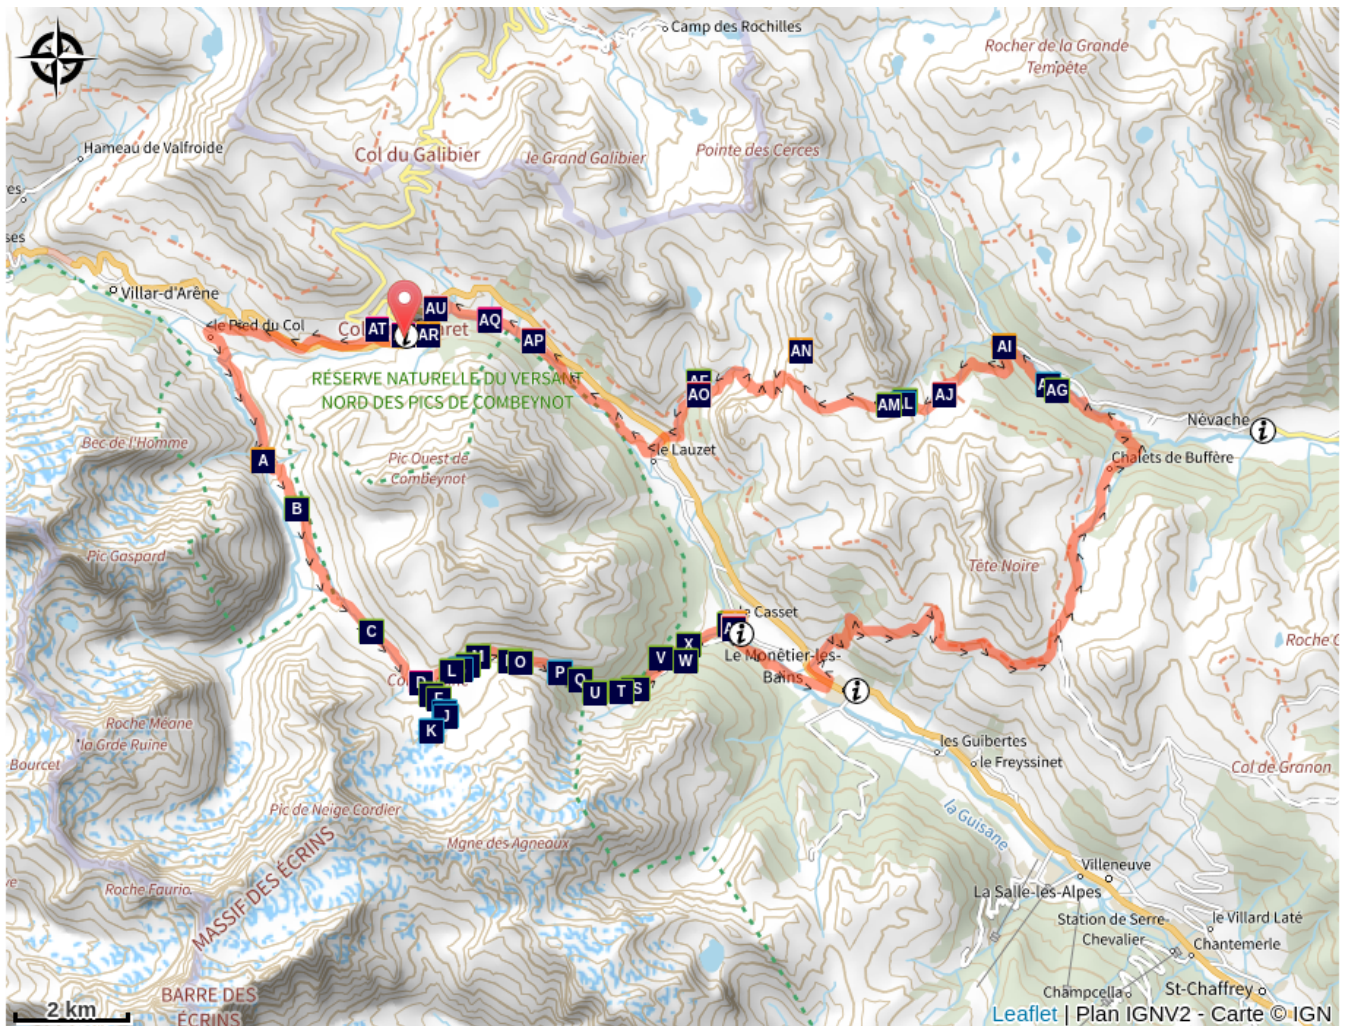 Camp des Rochilles
Rocher de la Grande
Tempête
Hameau de Valfroide
Col du Galibier
le Grand Galibier
Pointe des Cerces
res
ses
Villar-d'Arêne
le Pied du Col
AT
AU
AR
AQ
AP
AN
AI
RÉSERVE NATURELLE DU VERSANT
NORD DES PICS DE COMBEYNOT
AO
AM
AJ
AG
Névache
Bec de l'Homme
A
Pic Ouest de
Combeynot
le Lauzet
Chalets de Buffère
B
Pic Gaspard
Tête Noire
C
le Casset
X
V
W
Le Monêtier-les-
Bains
L
O
P
Q
U
T
S
J
K
Roche Méane
la Grde Ruine
Bourcet
les Guibertes
le Freyssinet
Col de Granon
Pic de Neige Cordier
Mgne des Agneaux
la Guisane
Roche Faurio
MASSIF DES ÉCRINS
Villeneuve
La Salle-les-Alpes
Station de Serre-
Chevalier
le Villard Laté
Chantemerle
BARRE DES
ÉCRINS
Champcella
St-Chaffrey
2 km
Leaflet | Plan IGNV2 - Carte © IGN